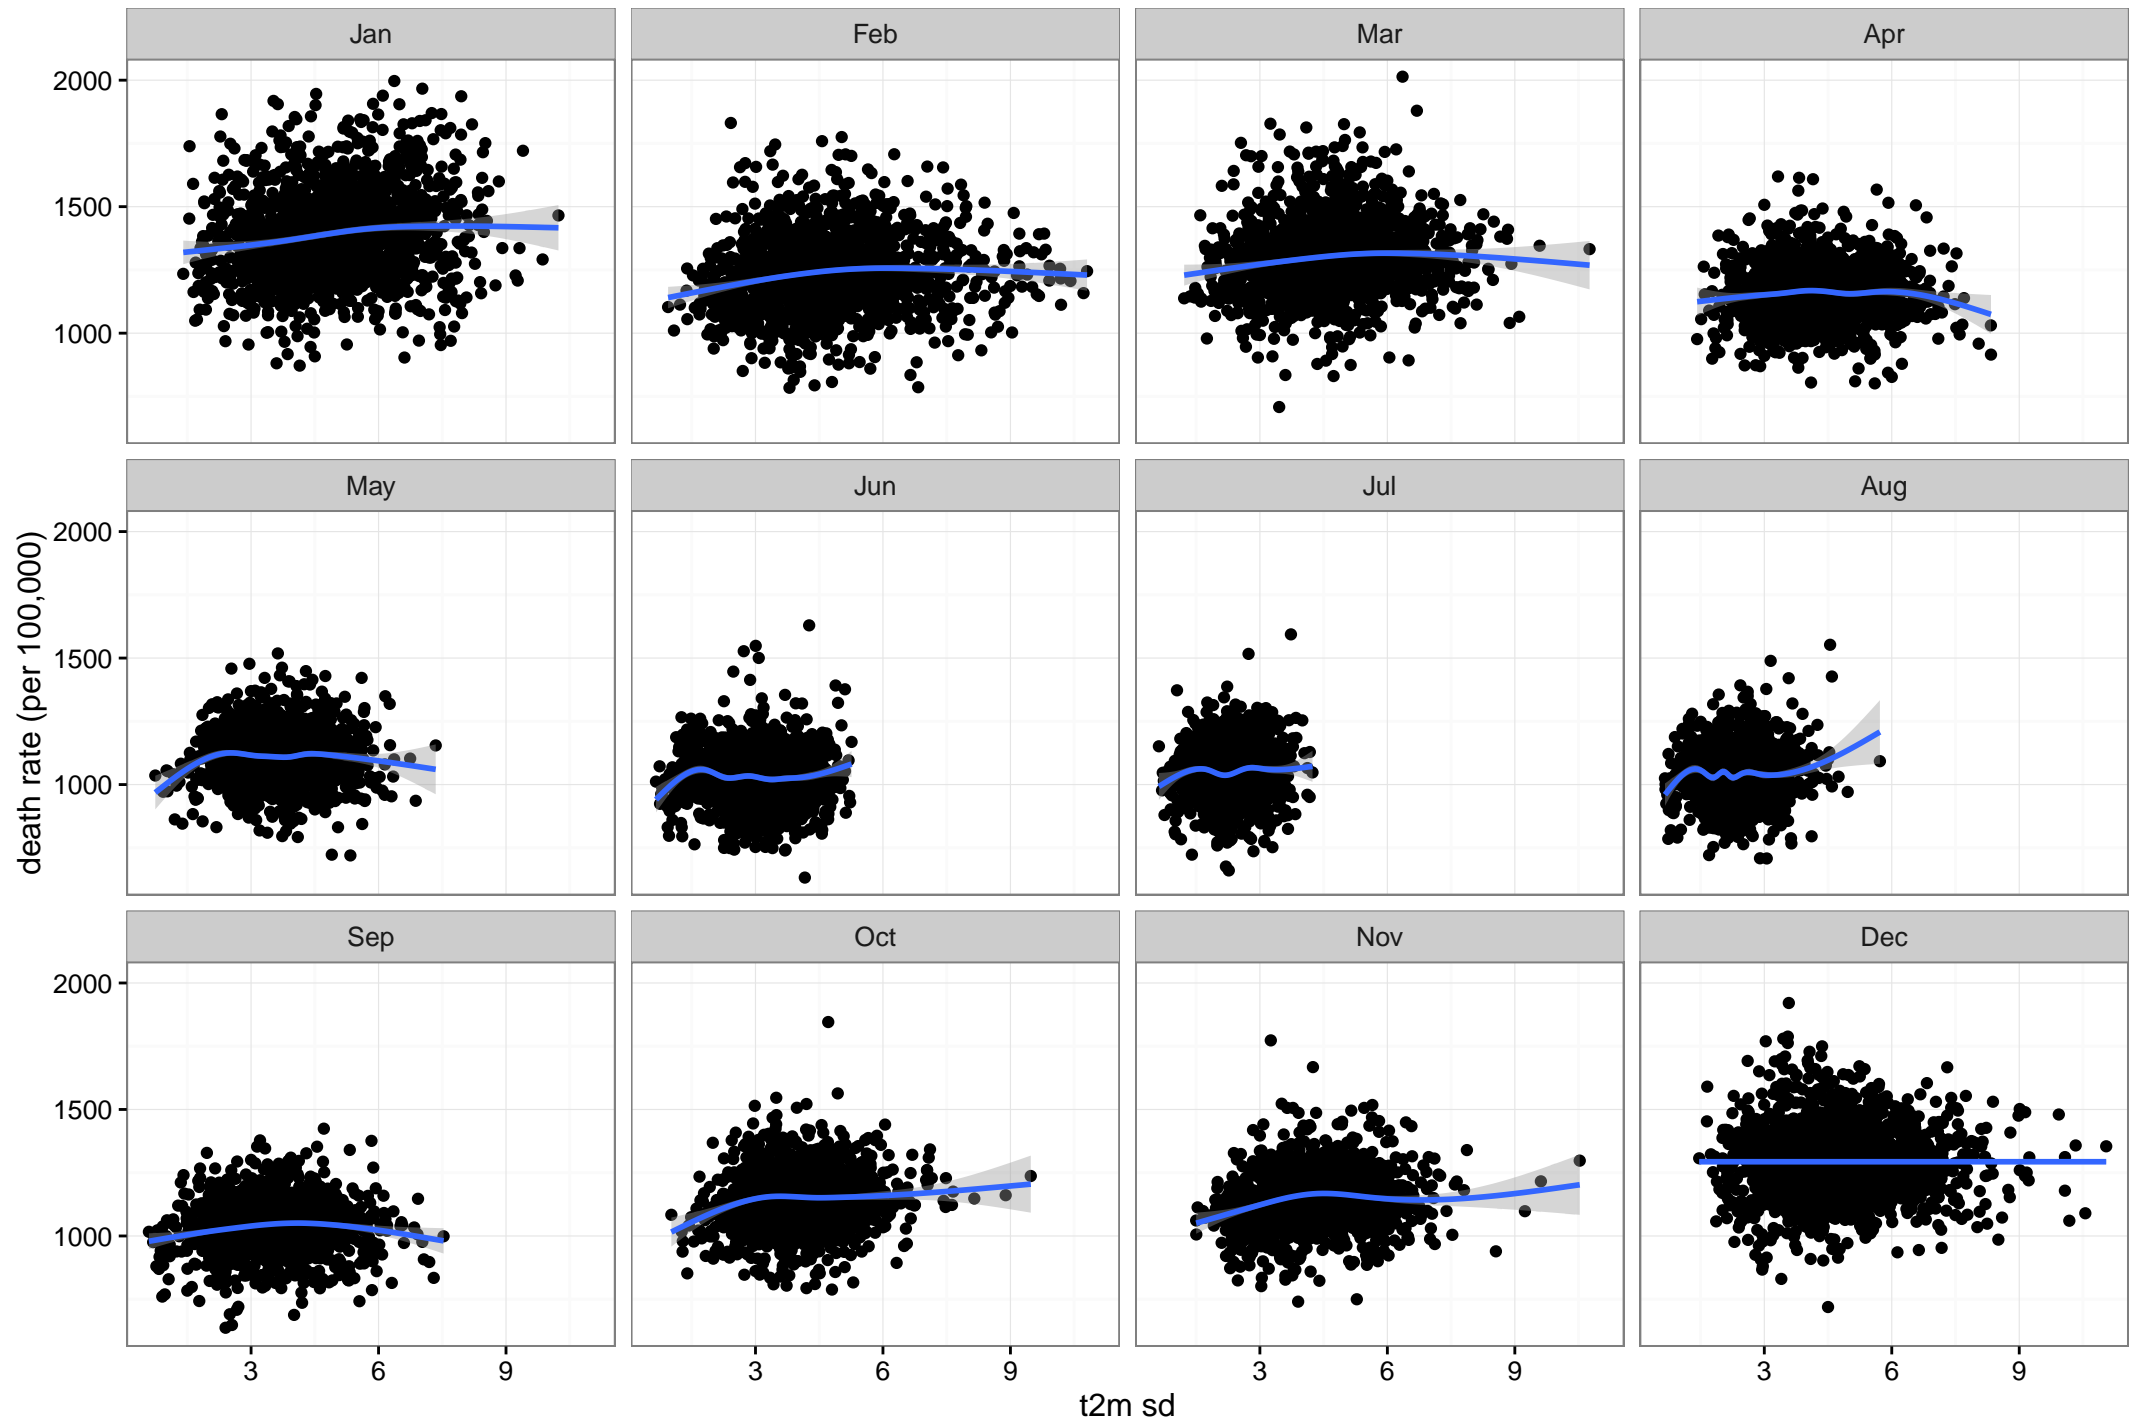 Jan Feb Mar Apr
2000
1500
1000
May Jun Jul Aug
2000
1500
1000
Sep Oct Nov Dec
2000
1500
1000
3 6 9 3 6 9 3 6 9 3 6 9
t2m sd
death rate (per 100,000)